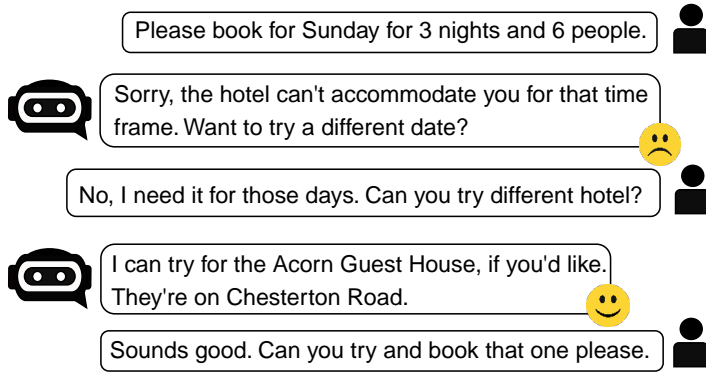 Please book for Sunday for 3 nights and 6 people.
Sorry, the hotel can't accommodate you for that time
frame. Want to try a different date?
No, I need it for those days. Can you try different hotel?
I can try for the Acorn Guest House, if you'd like.
They're on Chesterton Road.
Sounds good. Can you try and book that one please.